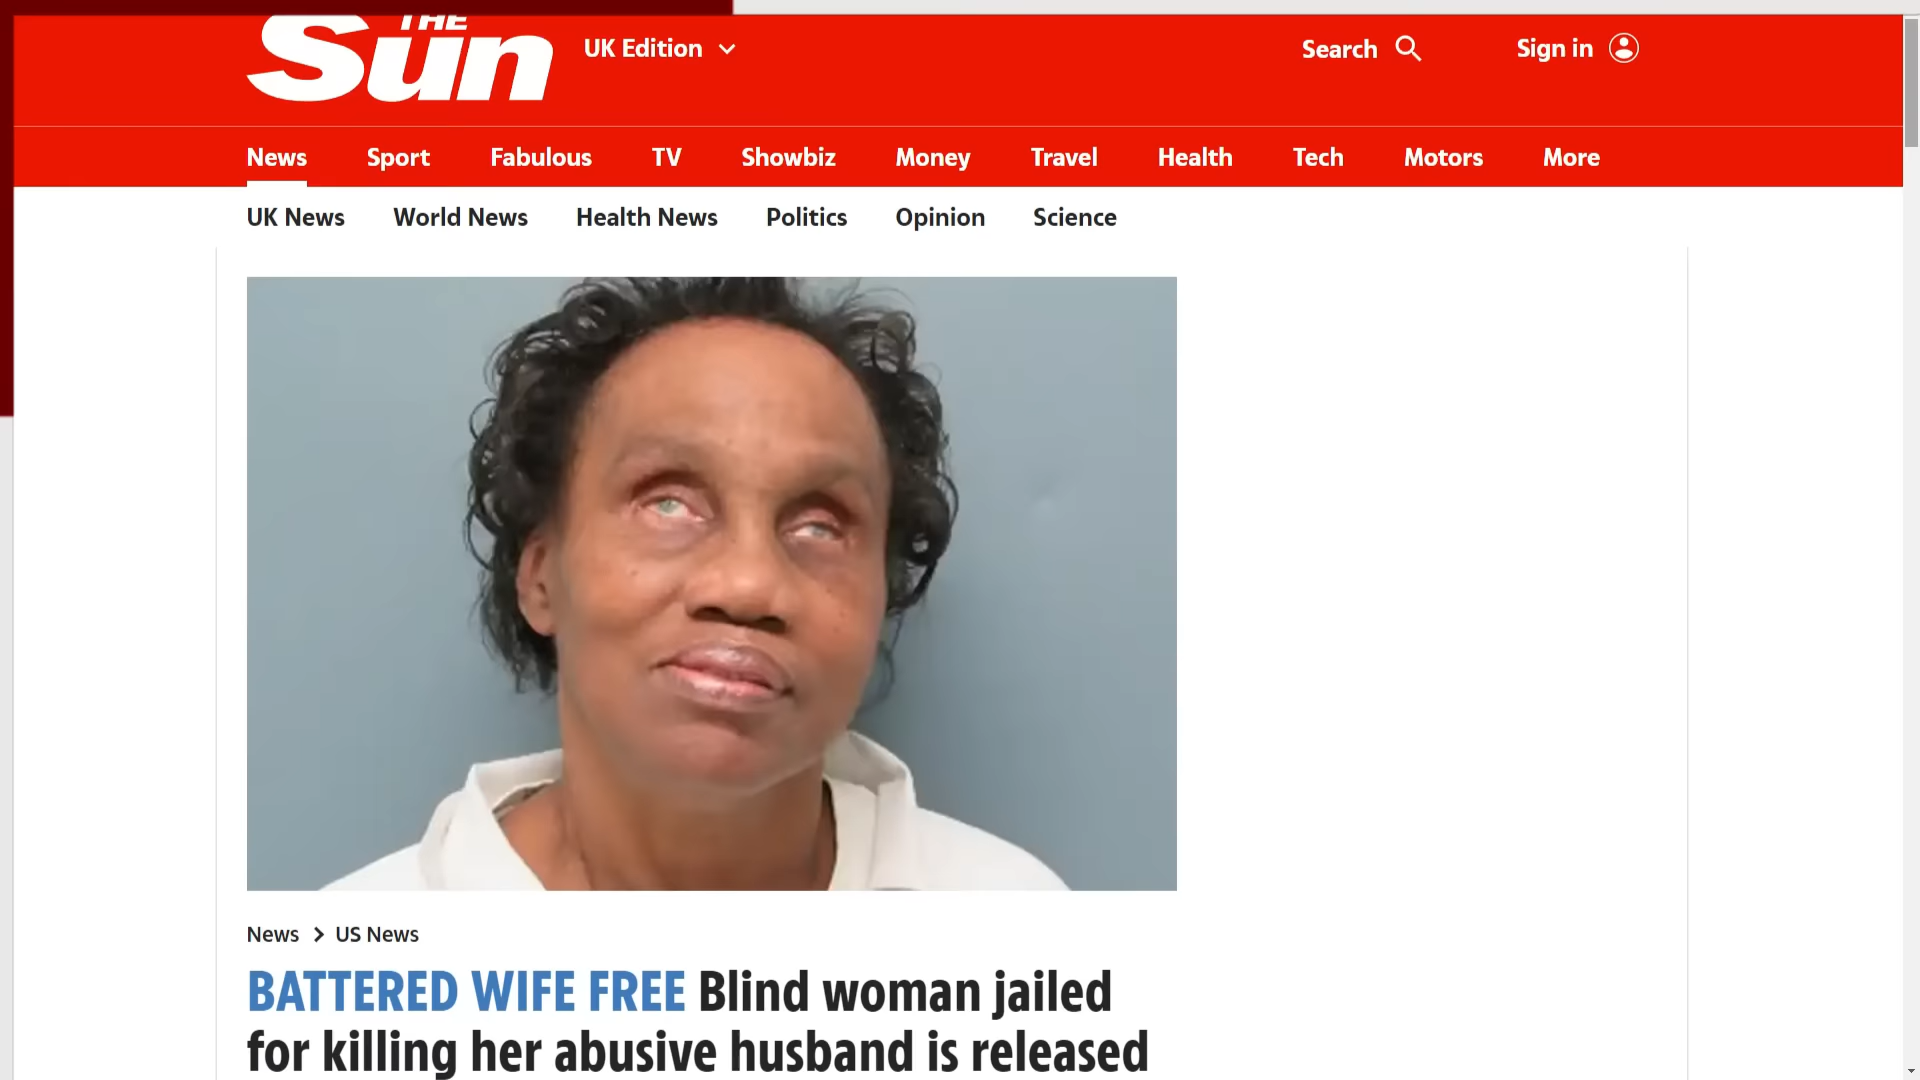 THE
Sun
UK Edition
Search
Sign in
News Sport Fabulous TV Showbiz Money Travel Health Tech Motors More
UK News World News Health News Politics Opinion Science
News > US News
BATTERED WIFE FREE Blind woman jailed
for killing her abusive husband is released